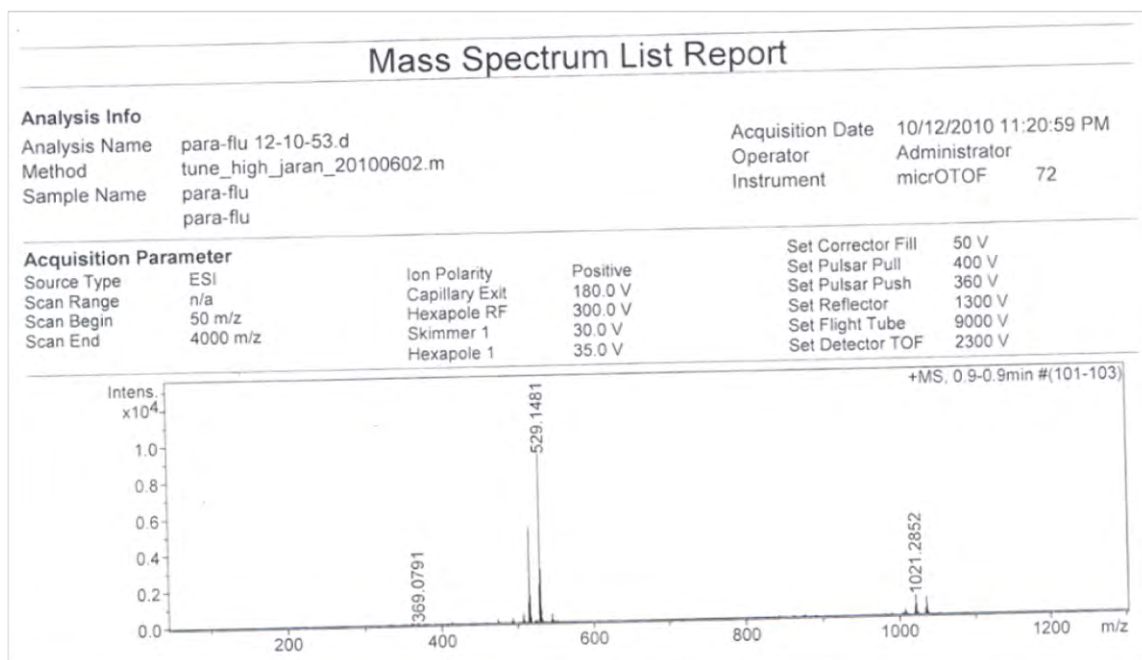 Mass Spectrum List Report
Analysis Info
Analysis Name para-flu 12-10-53.d
Method tune_high_jaran_20100602.m
Sample Name para-flu
para-flu
Acquisition Date 10/12/2010 11:20:59 PM
Operator Administrator
Instrument micrOTOF 72
Acquisition Parameter
Source Type ESI
Scan Range n/a
Scan Begin 50 m/z
Scan End 4000 m/z
Ion Polarity Positive
Capillary Exit 180.0 V
Hexapole RF 300.0 V
Skimmer 1 30.0 V
Hexapole 1 35.0 V
Set Corrector Fill 50 V
Set Pulsar Pull 400 V
Set Pulsar Push 360 V
Set Reflector 1300 V
Set Flight Tube 9000 V
Set Detector TOF 2300 V
Intens.
x10^4
+MS, 0.9-0.9min #(101-103)
529.1481
1021.2852
369.0791
1.0
0.8
0.6
0.4
0.2
0.0
200 400 600 800 1000 1200 m/z